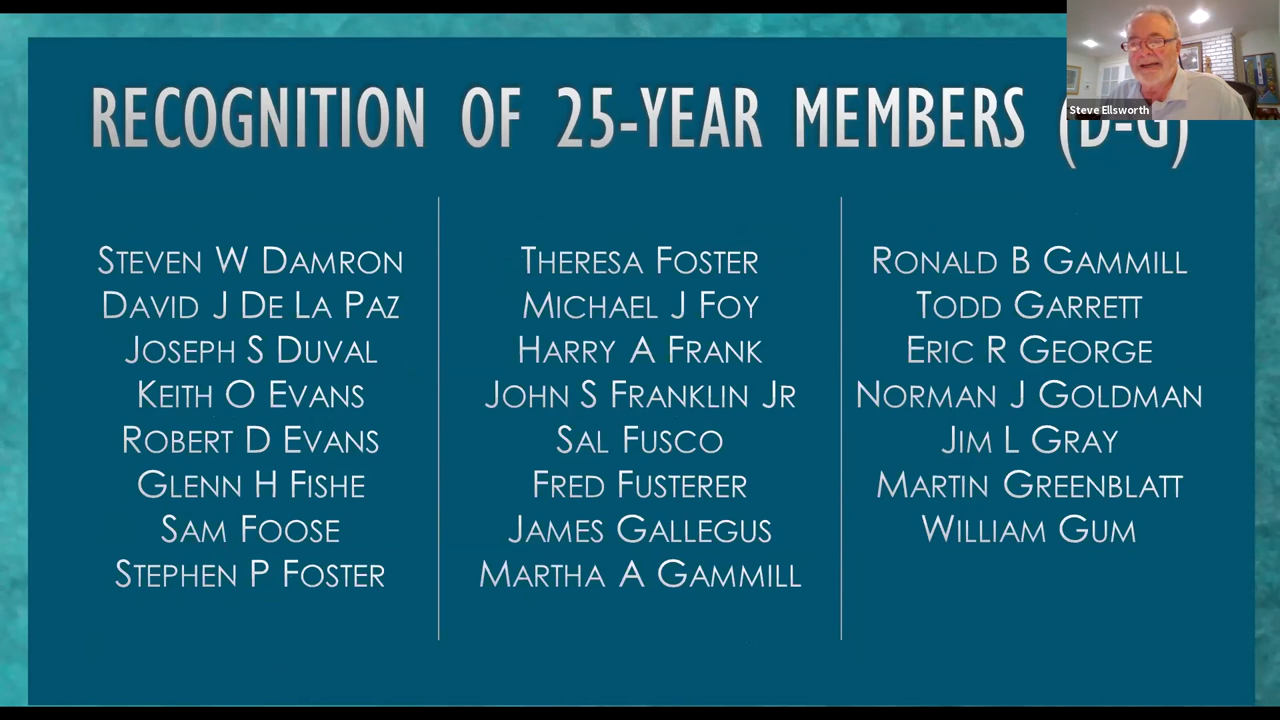 RECOGNITION OF 25-YEAR MEMBERS (D-G)
Steve Ellsworth
STEVEN W DAMRON
DAVID J DE LA PAZ
JOSEPH S DUVAL
KEITH O EVANS
ROBERT D EVANS
GLENN H FISHE
SAM FOOSE
STEPHEN P FOSTER
THERESA FOSTER
MICHAEL J FOY
HARRY A FRANK
JOHN S FRANKLIN JR
SAL FUSCO
FRED FUSTERER
JAMES GALLEGUS
MARTHA A GAMMILL
RONALD B GAMMILL
TODD GARRETT
ERIC R GEORGE
NORMAN J GOLDMAN
JIM L GRAY
MARTIN GREENBLATT
WILLIAM GUM